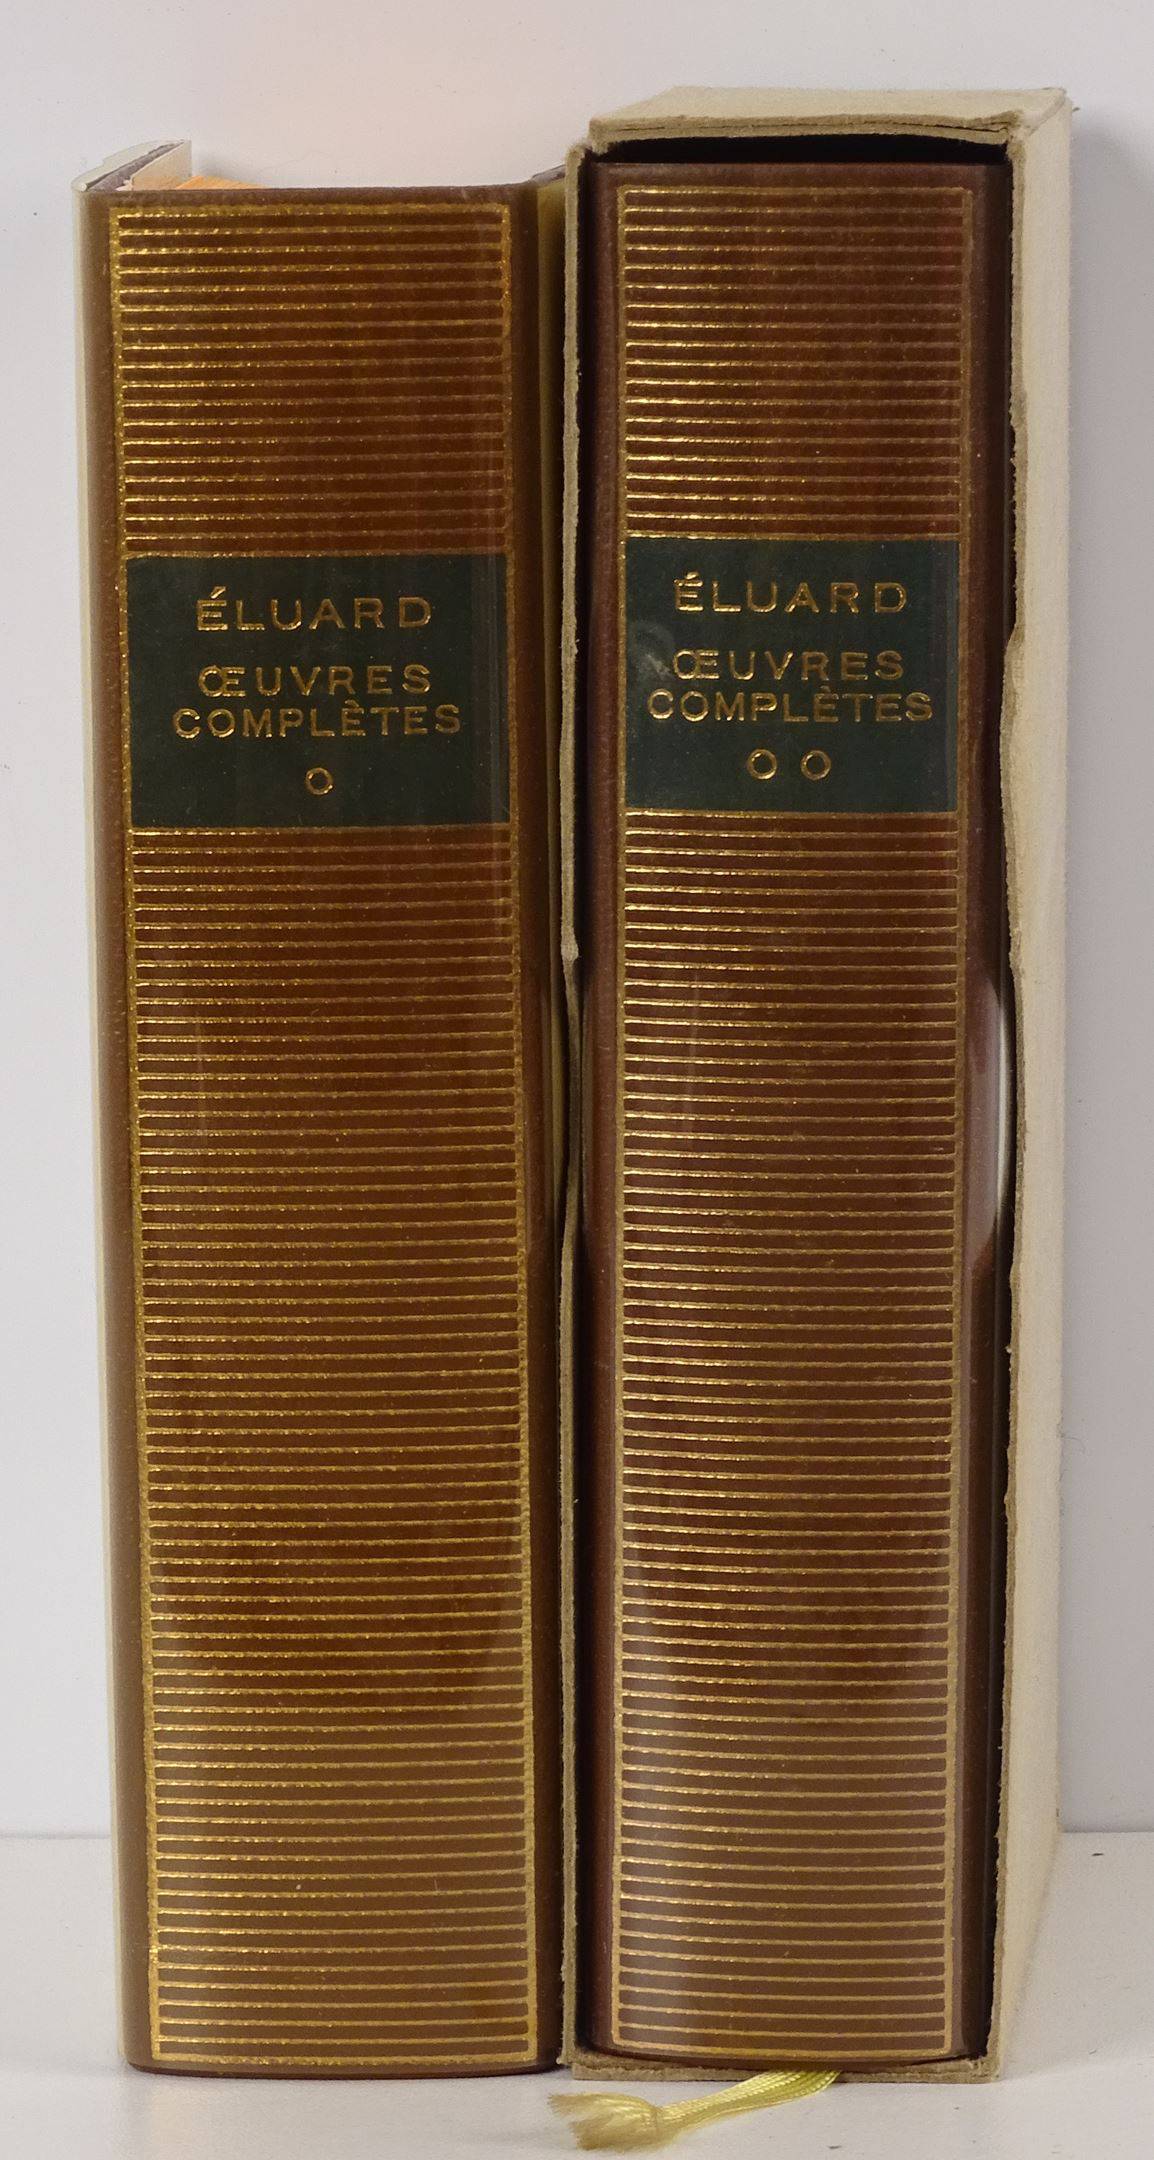 ÉLUARD
ŒUVRES
COMPLÈTES
O
ÉLUARD
ŒUVRES
COMPLÈTES
O O